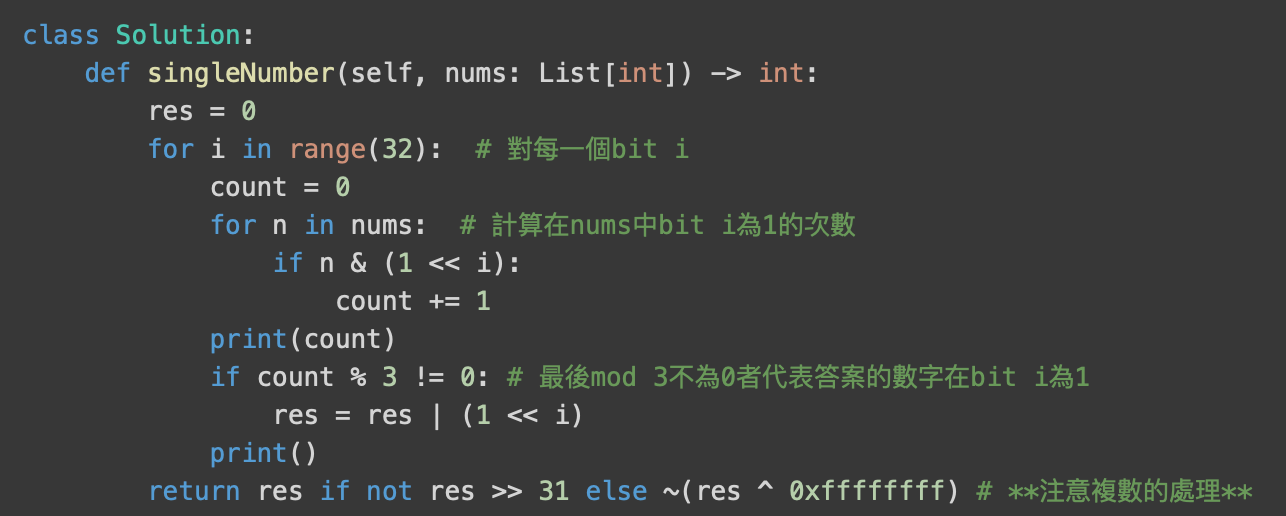 class Solution:
    def singleNumber(self, nums: List[int]) -> int:
        res = 0
        for i in range(32):  # 對每一個bit i
            count = 0
            for n in nums:  # 計算在nums中bit i為1的次數
                if n & (1 << i):
                    count += 1
            print(count)
            if count % 3 != 0: # 最後mod 3不為0者代表答案的數字在bit i為1
                res = res | (1 << i)
            print()
        return res if not res >> 31 else ~(res ^ 0xffffffff) # **注意複數的處理**